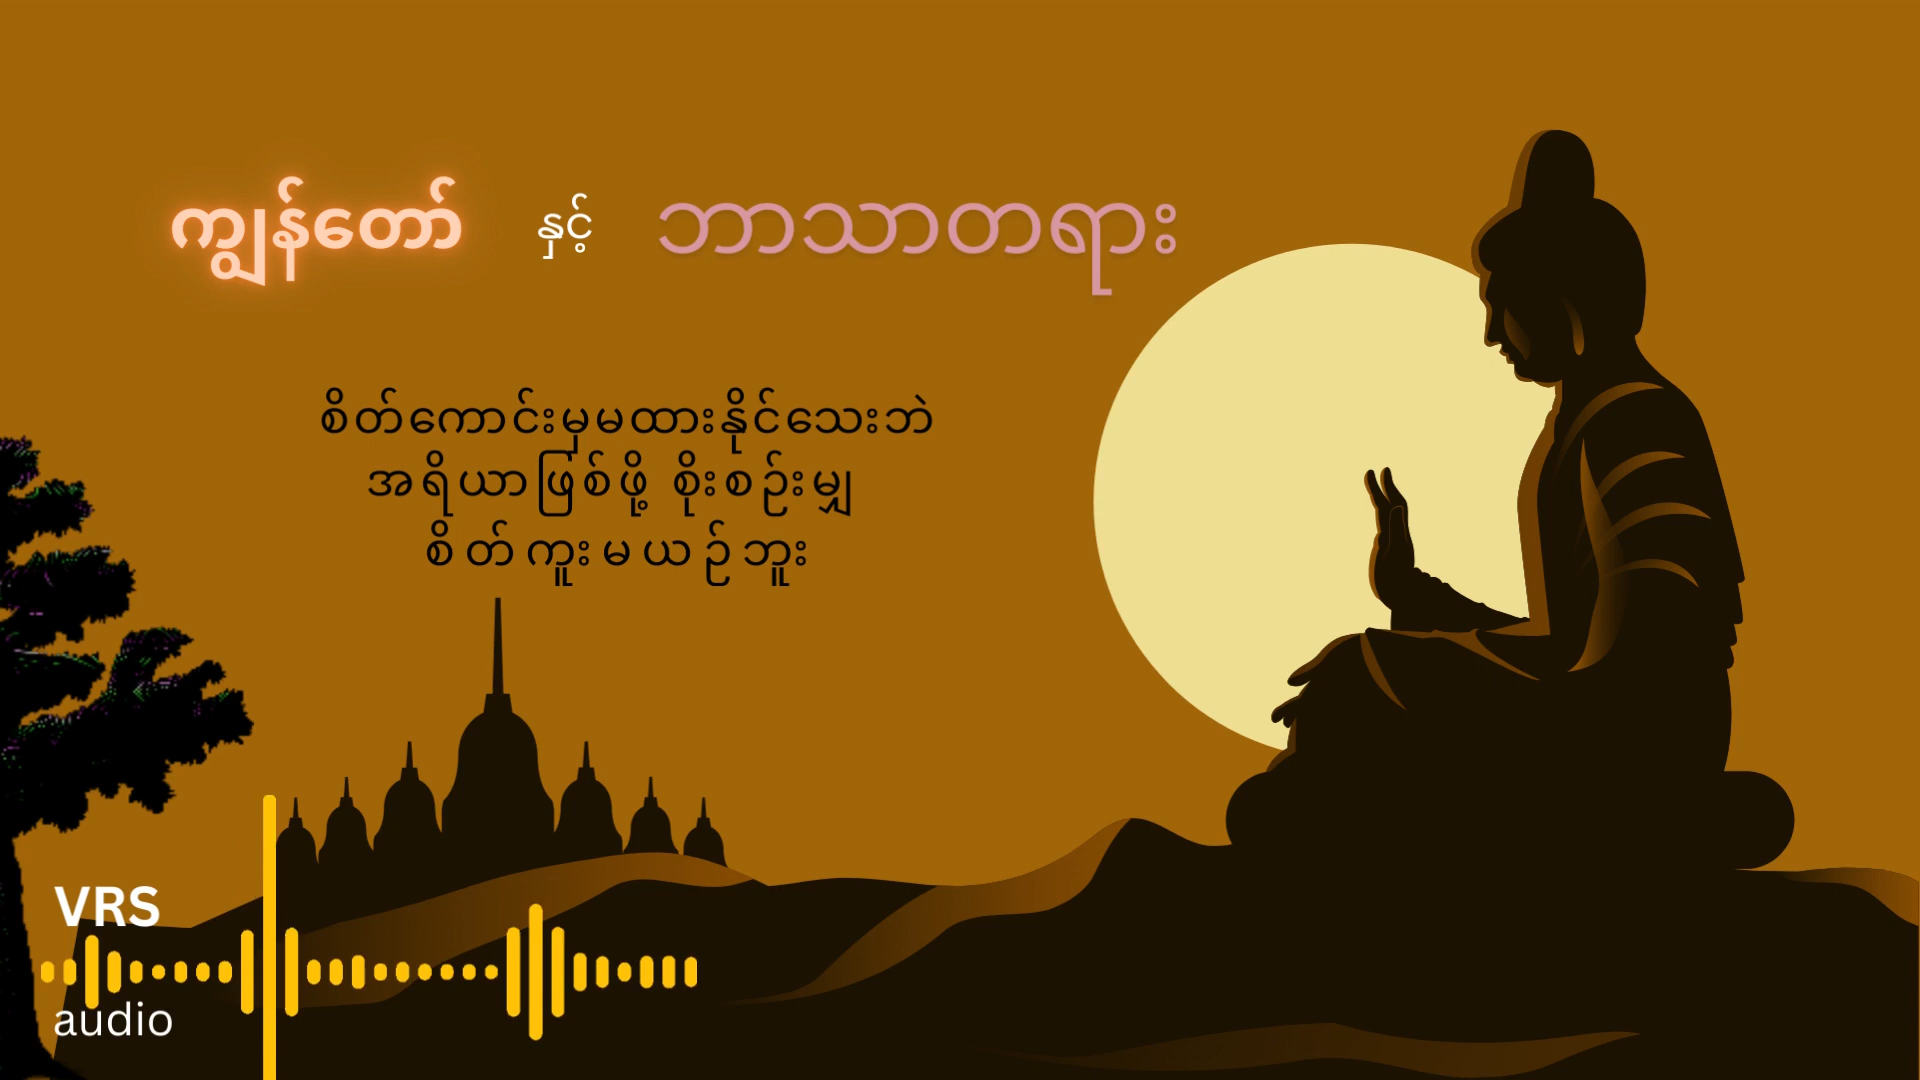 ကျွန်တော် နှင့် ဘာသာတရား
စိတ်ကောင်းမှမထားနိုင်သေးဘဲ
အရိယာဖြစ်ဖို့ စိုးစဉ်းမျှ
စိတ်ကူးမယဉ်ဘူး
VRS
audio